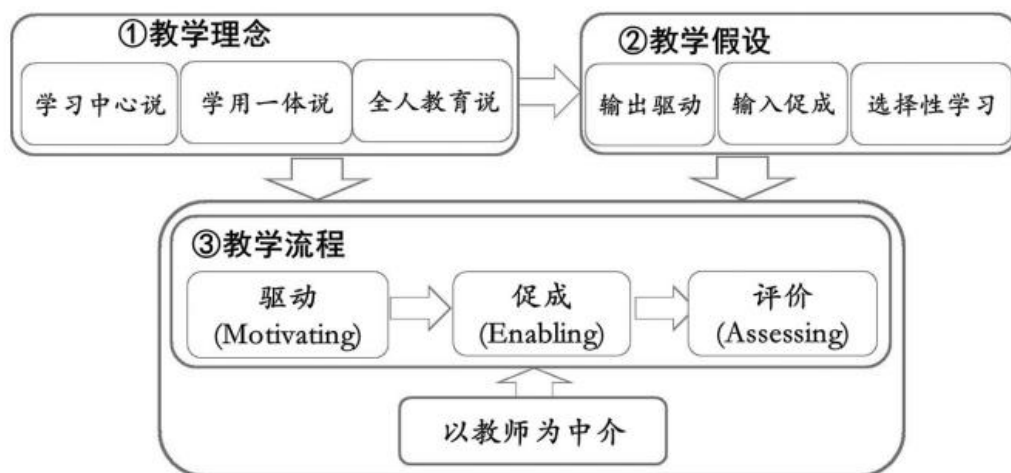 ①教学理念
学习中心说
学用一体说
全人教育说
②教学假设
输出驱动
输入促成
选择性学习
③教学流程
驱动
(Motivating)
促成
(Enabling)
评价
(Assessing)
以教师为中介